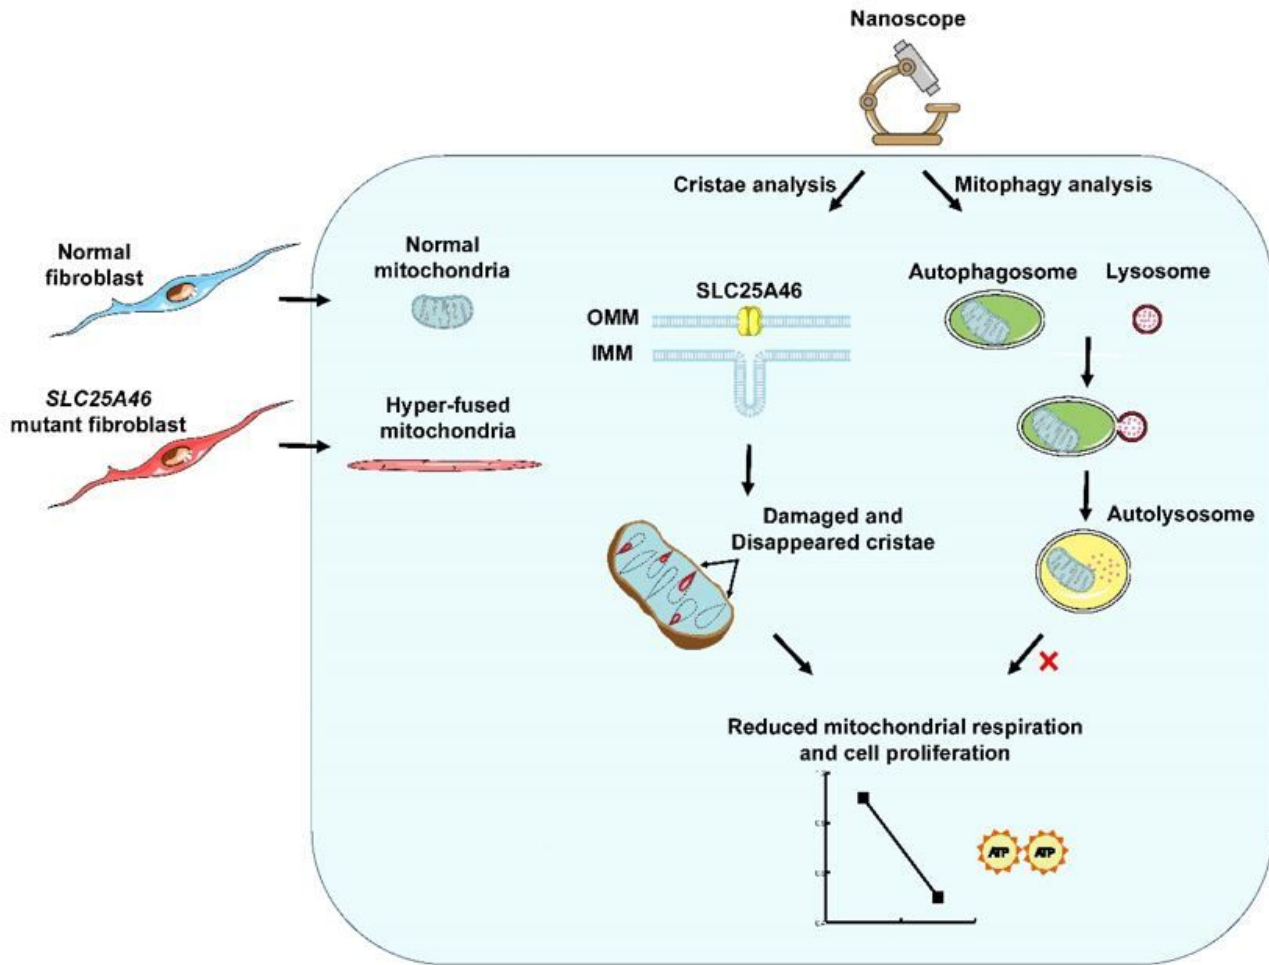 Nanoscope
Cristae analysis
Mitophagy analysis
Normal
fibroblast
Normal
mitochondria
SLC25A46
OMM
IMM
Autophagosome
Lysosome
SLC25A46
mutant fibroblast
Hyper-fused
mitochondria
Damaged and
Disappeared cristae
Autolysosome
Reduced mitochondrial respiration
and cell proliferation
ATP
ATP